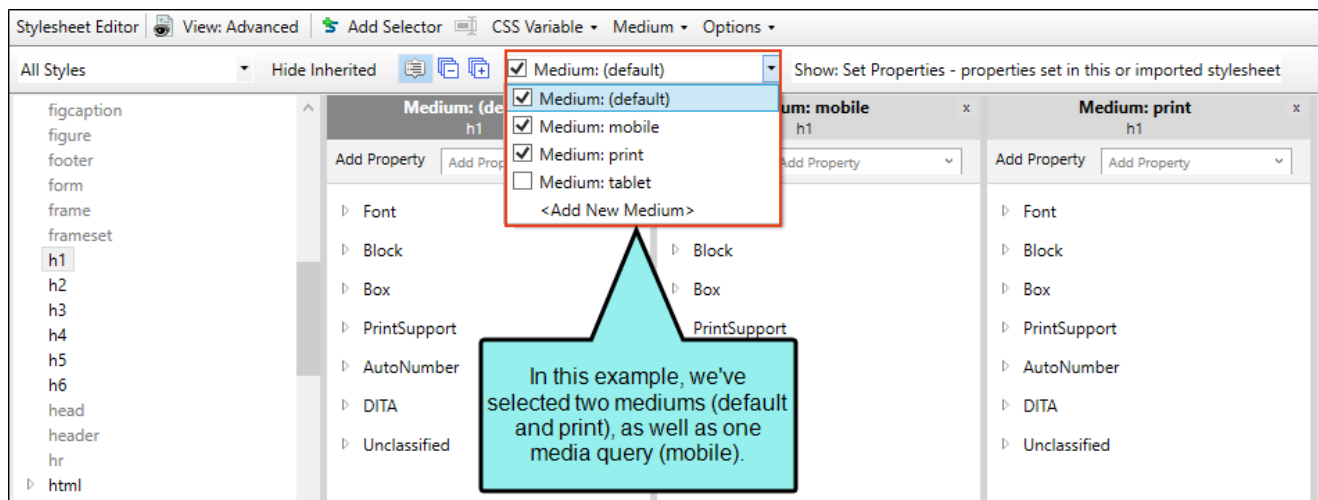 Stylesheet Editor View: Advanced Add Selector CSS Variable Medium Options
All Styles Hide Inherited Medium: (default) Show: Set Properties - properties set in this or imported stylesheet
Medium: (default)
Medium: mobile
Medium: print
Medium: tablet
<Add New Medium>
figcaption
figure
footer
form
frame
frameset
h1
h2
h3
h4
h5
h6
head
header
hr
html
Medium: (de
h1
Add Property Add Prop
Font
Block
Box
PrintSupport
AutoNumber
DITA
Unclassified
um: mobile x
h1
Add Property
Block
Box
PrintSupport
Medium: print x
h1
Add Property Add Property
Font
Block
Box
PrintSupport
AutoNumber
DITA
Unclassified
In this example, we've
selected two mediums (default
and print), as well as one
media query (mobile).